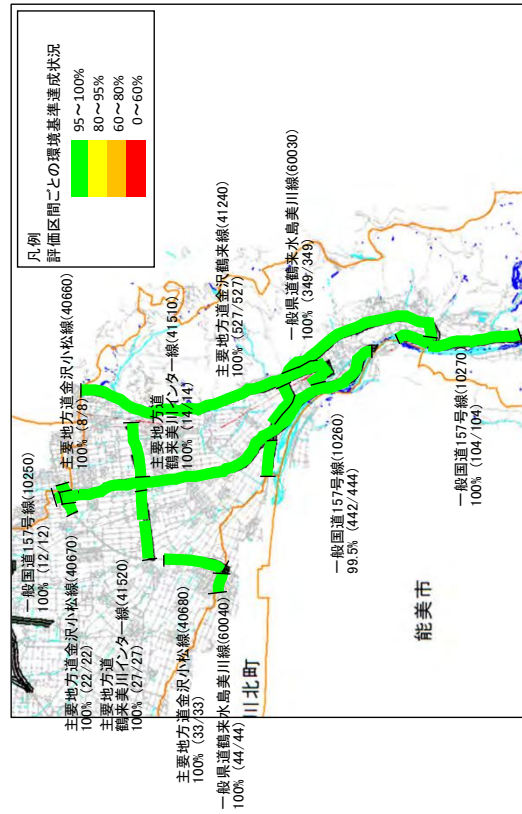 凡例
評価区間ごとの環境基準達成状況
95～100%
80～95%
60～80%
0～60%
一般国道157号線(10250)
100% (12/12)
主要地方道金沢小松線(40660)
100% (8/8)
主要地方道金沢小松線(40670)
100% (22/22)
主要地方道
鶴来美川インター線(41510)
100% (14/14)
主要地方道
鶴来美川インター線(41520)
100% (27/27)
主要地方道金沢鶴来線(41240)
100% (527/527)
主要地方道金沢小松線(40680)
100% (33/33)
一般県道鶴来水島美川線(60030)
100% (349/349)
一般県道鶴来水島美川線(60040)
100% (44/44)
川北町
一般国道157号線(10260)
99.5% (442/444)
一般国道157号線(10270)
100% (104/104)
能美市